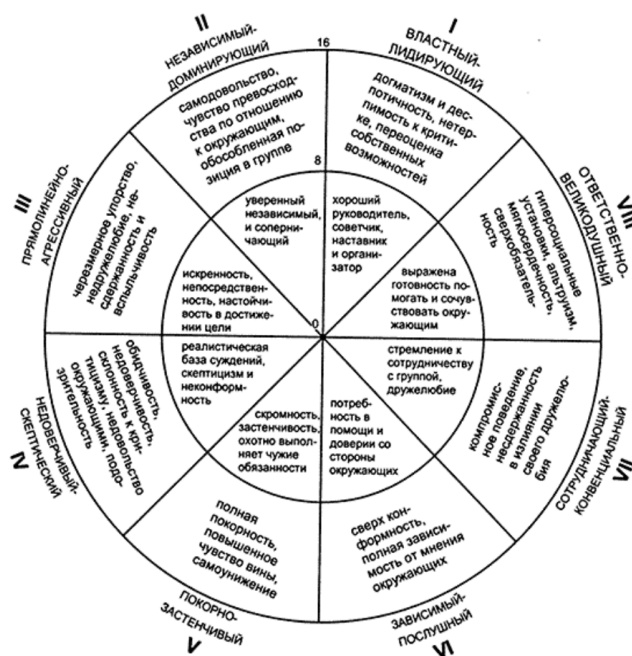 I
ВЛАСТНЫЙ-
ЛИДИРУЮЩИЙ
догматизм и дес-
потичность, нетер-
пимость к крити-
ке, переоценка
собственных
возможностей
хороший
руководитель,
советчик,
наставник
и органи-
затор
II
НЕЗАВИСИМЫЙ-
ДОМИНИРУЮЩИЙ
самодовольство,
чувство превосход-
ства по отношению
к окружающим,
обособленная по-
зиция в группе
уверенный
независимый,
и соперни-
чающий
III
ПРЯМОЛИНЕЙНО-
АГРЕССИВНЫЙ
черезмерное упорство,
недружелюбие, не-
сдержанность и
вспыльчивость
искренность,
непосредствен-
ность, настойчи-
вость в достиже-
нии цели
IV
НЕДОВЕРЧИВЫЙ-
СКЕПТИЧЕСКИЙ
обидчивость,
недоверчивость,
склонность к кри-
тицизму, недовольство
окружающими, подо-
зрительность
реалистическая
база суждений,
скептицизм и
неконформ-
ность
V
ПОКОРНО-
ЗАСТЕНЧИВЫЙ
полная
покорность,
повышенное
чувство вины,
самоунижение
скромность,
застенчивость,
охотно выпол-
няет чужие
обязанности
VI
ЗАВИСИМЫЙ-
ПОСЛУШНЫЙ
сверх кон-
формность,
полная зависи-
мость от мнения
окружающих
потреб-
ность в
помощи и
доверии со
стороны
окружающих
VII
СОТРУДНИЧАЮЩИЙ-
КОНВЕНЦИАЛЬНЫЙ
компромис-
сное поведение,
несдержанность
в излиянии
своего дружелю-
бия
стремление к
сотрудничеству
с группой,
дружелюбие
VIII
ОТВЕТСТВЕННО-
ВЕЛИКОДУШНЫЙ
гиперсоциальные
установки, альтруизм,
мягкосердечность,
сверхобязатель-
ность
выражена
готовность по-
могать и сочув-
ствовать окру-
жающим
16
8
0